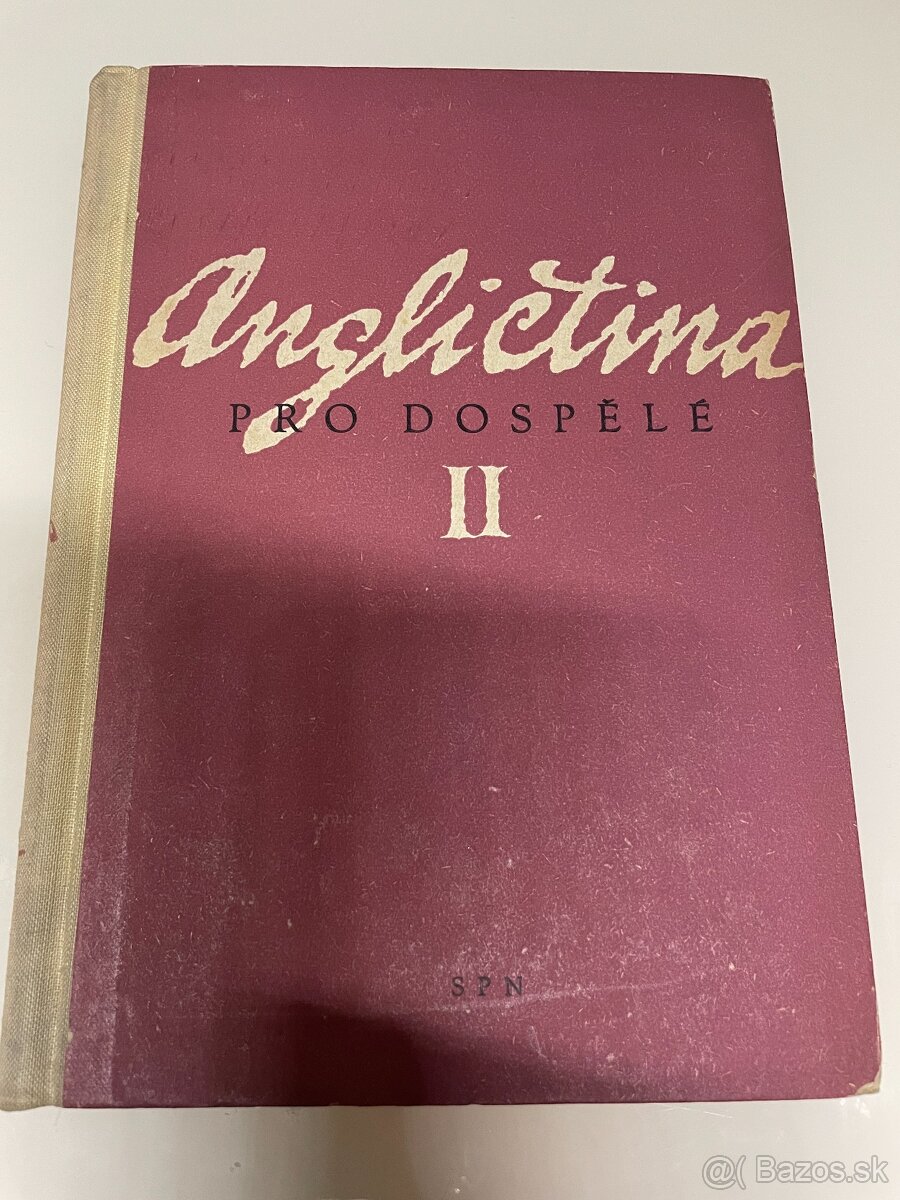 Angličtina
PRO DOSPĚLÉ
II
SPN
@( Bazos.sk